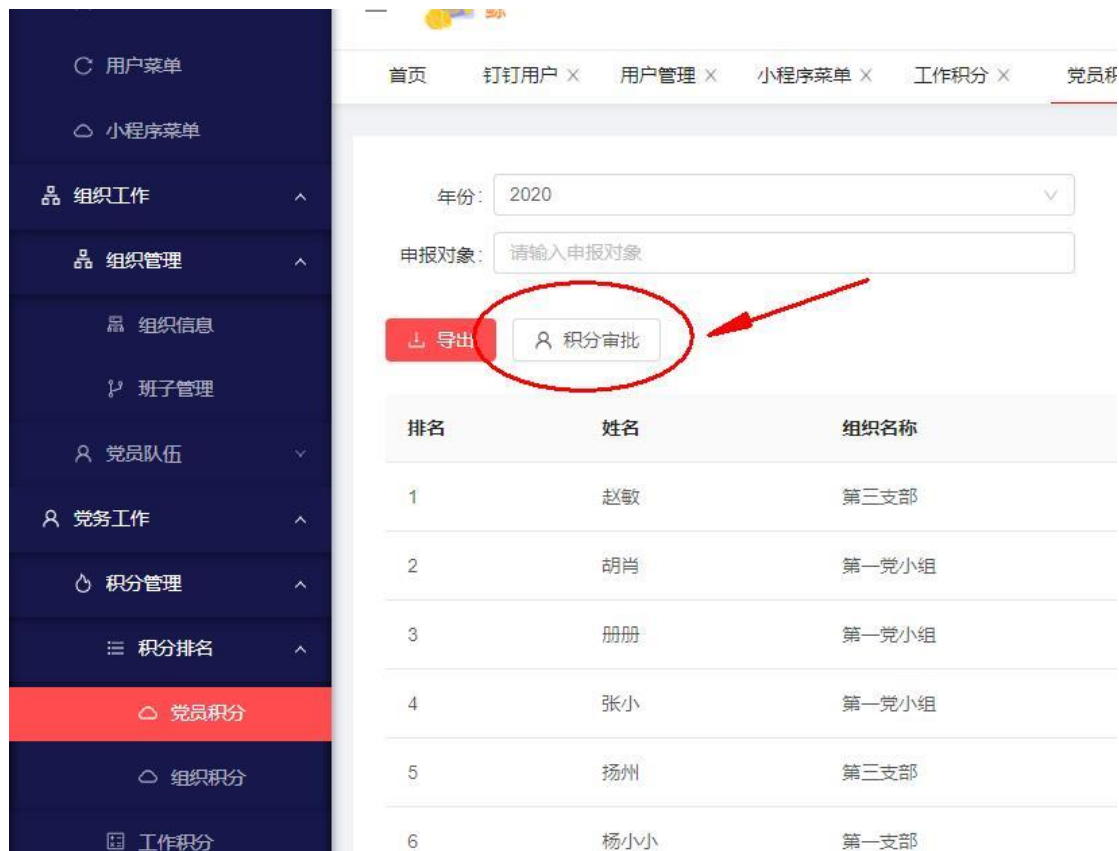 用户菜单
小程序菜单
组织工作
组织管理
组织信息
班子管理
党员队伍
党务工作
积分管理
积分排名
党员积分
组织积分
工作积分
首页 钉钉用户 × 用户管理 × 小程序菜单 × 工作积分 × 党员积
年份: 2020
申报对象: 请输入申报对象
导出 积分审批
排名 姓名 组织名称
1 赵敏 第三支部
2 胡肖 第一党小组
3 册册 第一党小组
4 张小 第一党小组
5 扬州 第三支部
6 杨小小 第一支部